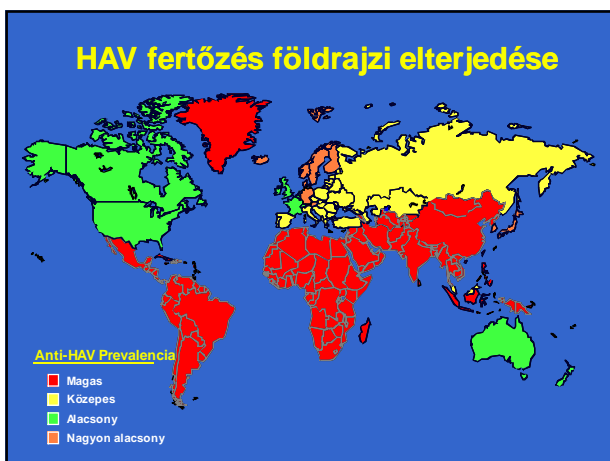 HAV fertőzés földrajzi elterjedése
Anti-HAV Prevalencia
Magas
Közepes
Alacsony
Nagyon alacsony